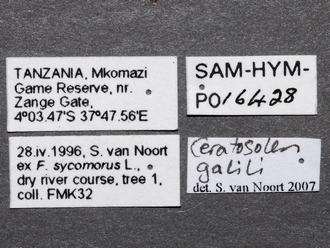 TANZANIA, Mkomazi
Game Reserve, nr.
Zange Gate,
4º03.47'S 37º47.56'E
28.iv.1996, S. van Noort
ex F. sycomorus L.,
dry river course, tree 1,
coll. FMK32
SAM-HYM-
P016428
Ceratosolen
galili
det. S. van Noort 2007